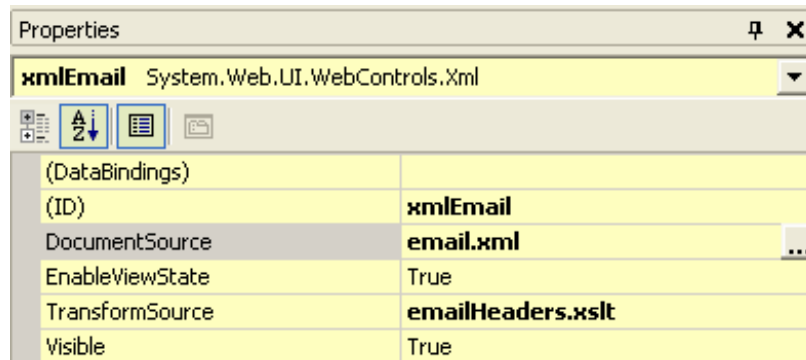 Properties
xmlEmail System.Web.UI.WebControls.Xml
(DataBindings)
(ID) xmlEmail
DocumentSource email.xml ...
EnableViewState True
TransformSource emailHeaders.xslt
Visible True